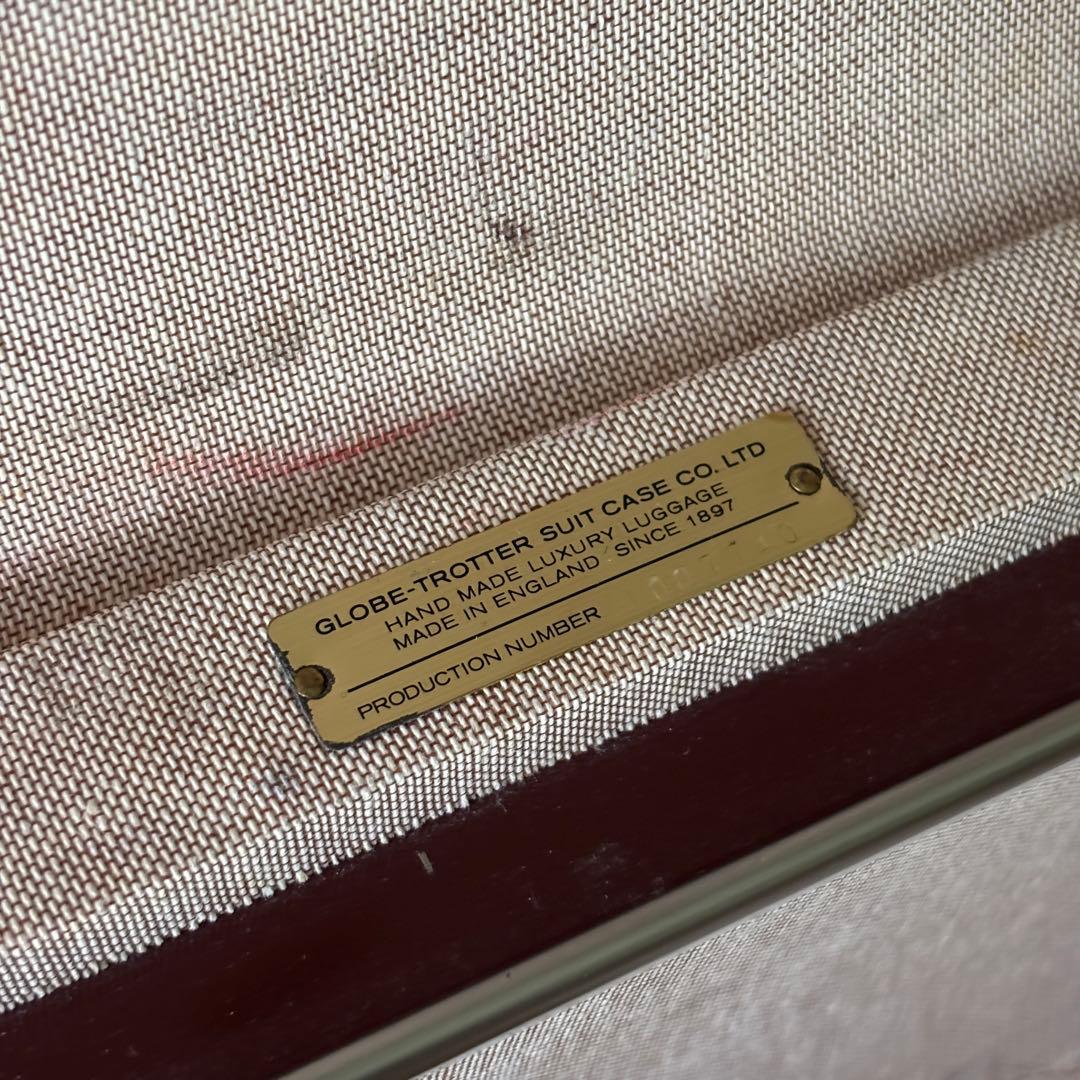 GLOBE-TROTTER SUIT CASE CO. LTD
HAND MADE LUXURY LUGGAGE
MADE IN ENGLAND SINCE 1897
PRODUCTION NUMBER